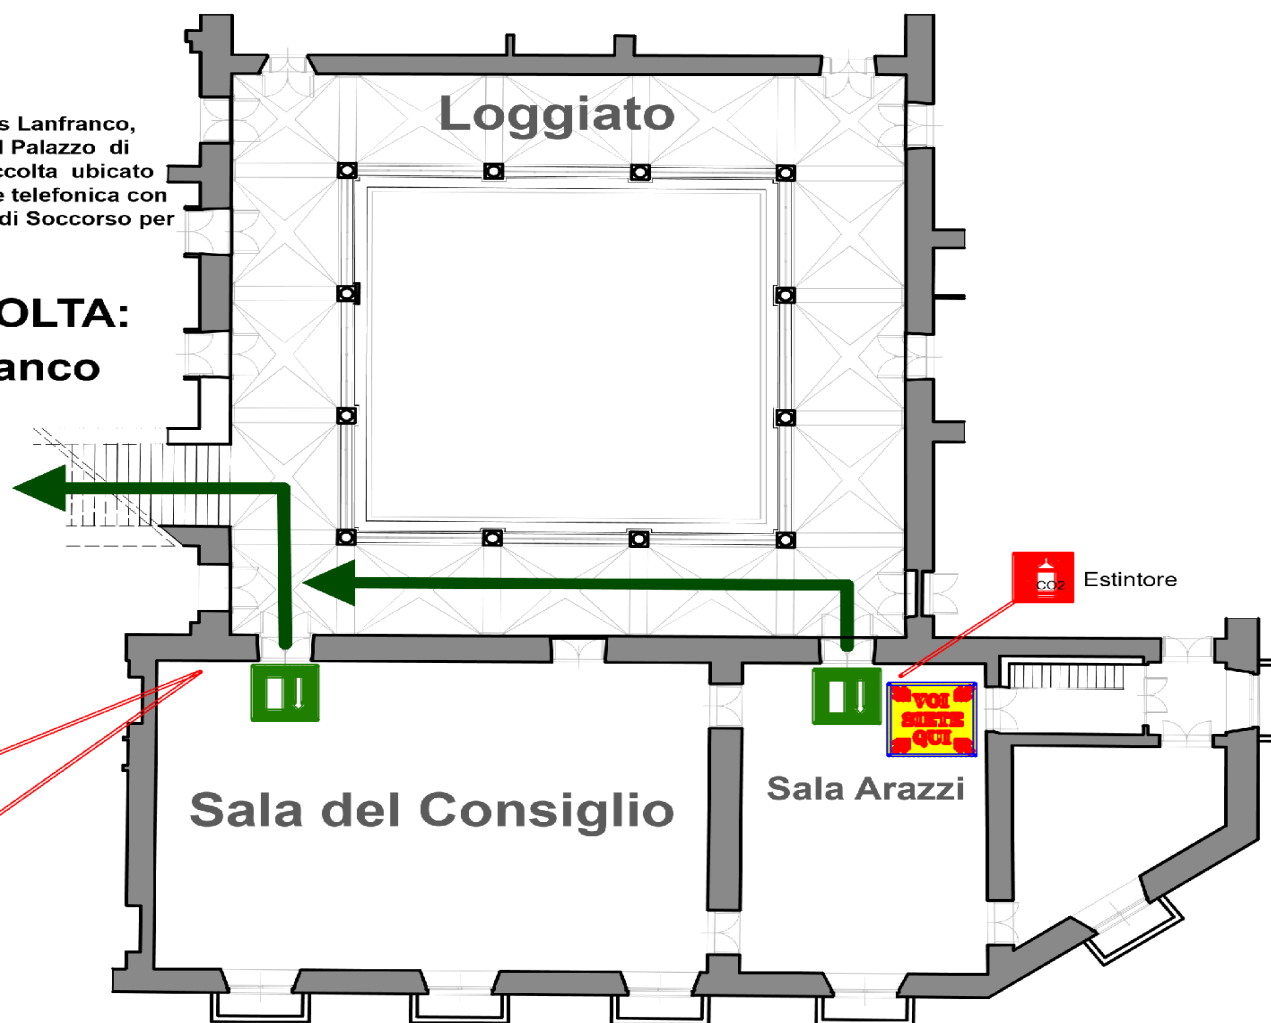 Loggiato
s Lanfranco,
l Palazzo di
ccolta ubicato
e telefonica con
di Soccorso per
OLTA:
anco
CO2
Estintore
VOI
SIETE
QUI
Sala Arazzi
Sala del Consiglio